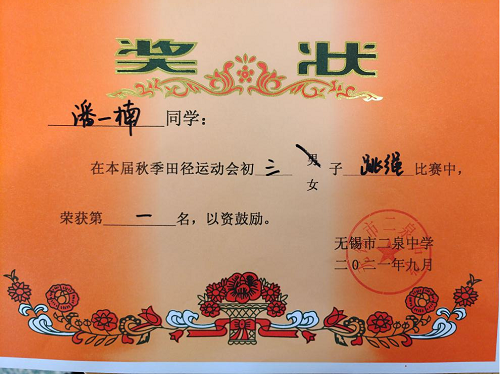 奖状
潘一楠同学：
在本届秋季田径运动会初三男女子跳绳比赛中，
荣获第一名，以资鼓励。
无锡市二泉中学
二〇二一年九月